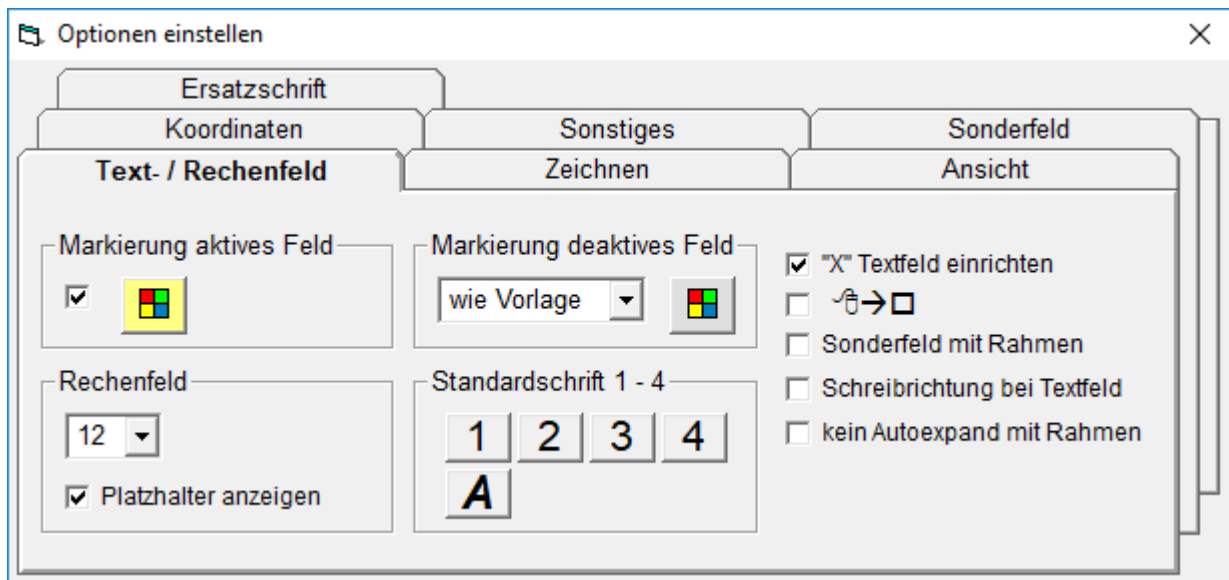 Optionen einstellen
Ersatzschrift
Koordinaten
Sonstiges
Sonderfeld
Text- / Rechenfeld
Zeichnen
Ansicht
Markierung aktives Feld
Markierung deaktives Feld
wie Vorlage
"X" Textfeld einrichten
Sonderfeld mit Rahmen
Schreibrichtung bei Textfeld
kein Autoexpand mit Rahmen
Rechenfeld
12
Platzhalter anzeigen
Standardschrift 1 - 4
1 2 3 4
A